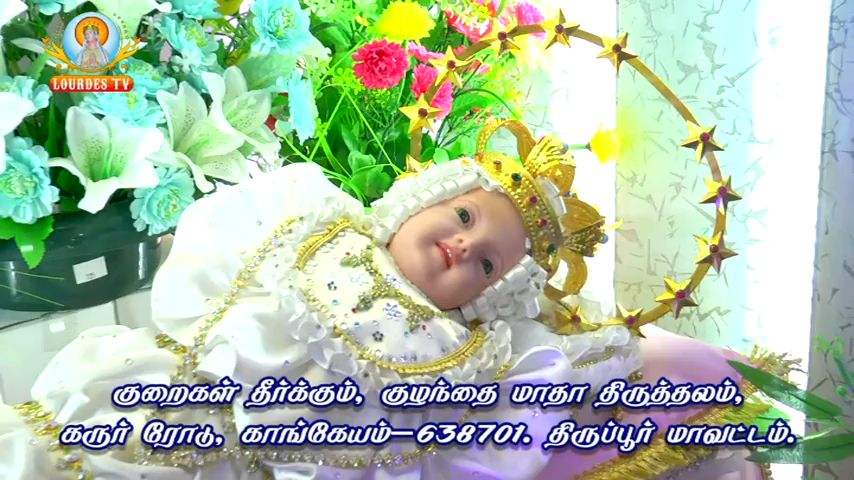 LOURDES TV
குறைகள் தீர்க்கும், குழந்தை மாதா திருத்தலம்,
கரூர் ரோடு, காங்கேயம்-638701. திருப்பூர் மாவட்டம்.